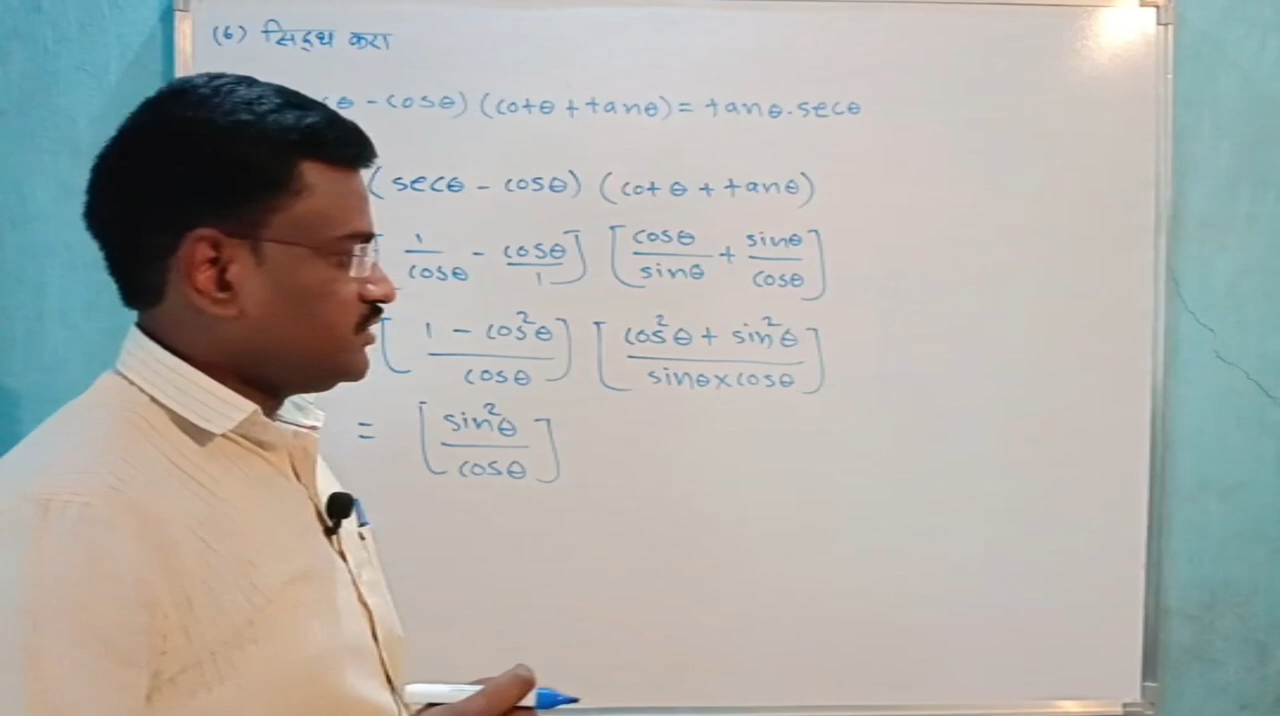 (6) सिद्ध करा
θ - cosθ) (cotθ + tanθ) = tanθ.secθ
(secθ - cosθ) (cotθ + tanθ)
[1/cosθ - cosθ/1] [cosθ/sinθ + sinθ/cosθ]
[1 - cos²θ/cosθ] [cos²θ + sin²θ/sinθ×cosθ]
= [sin²θ/cosθ]